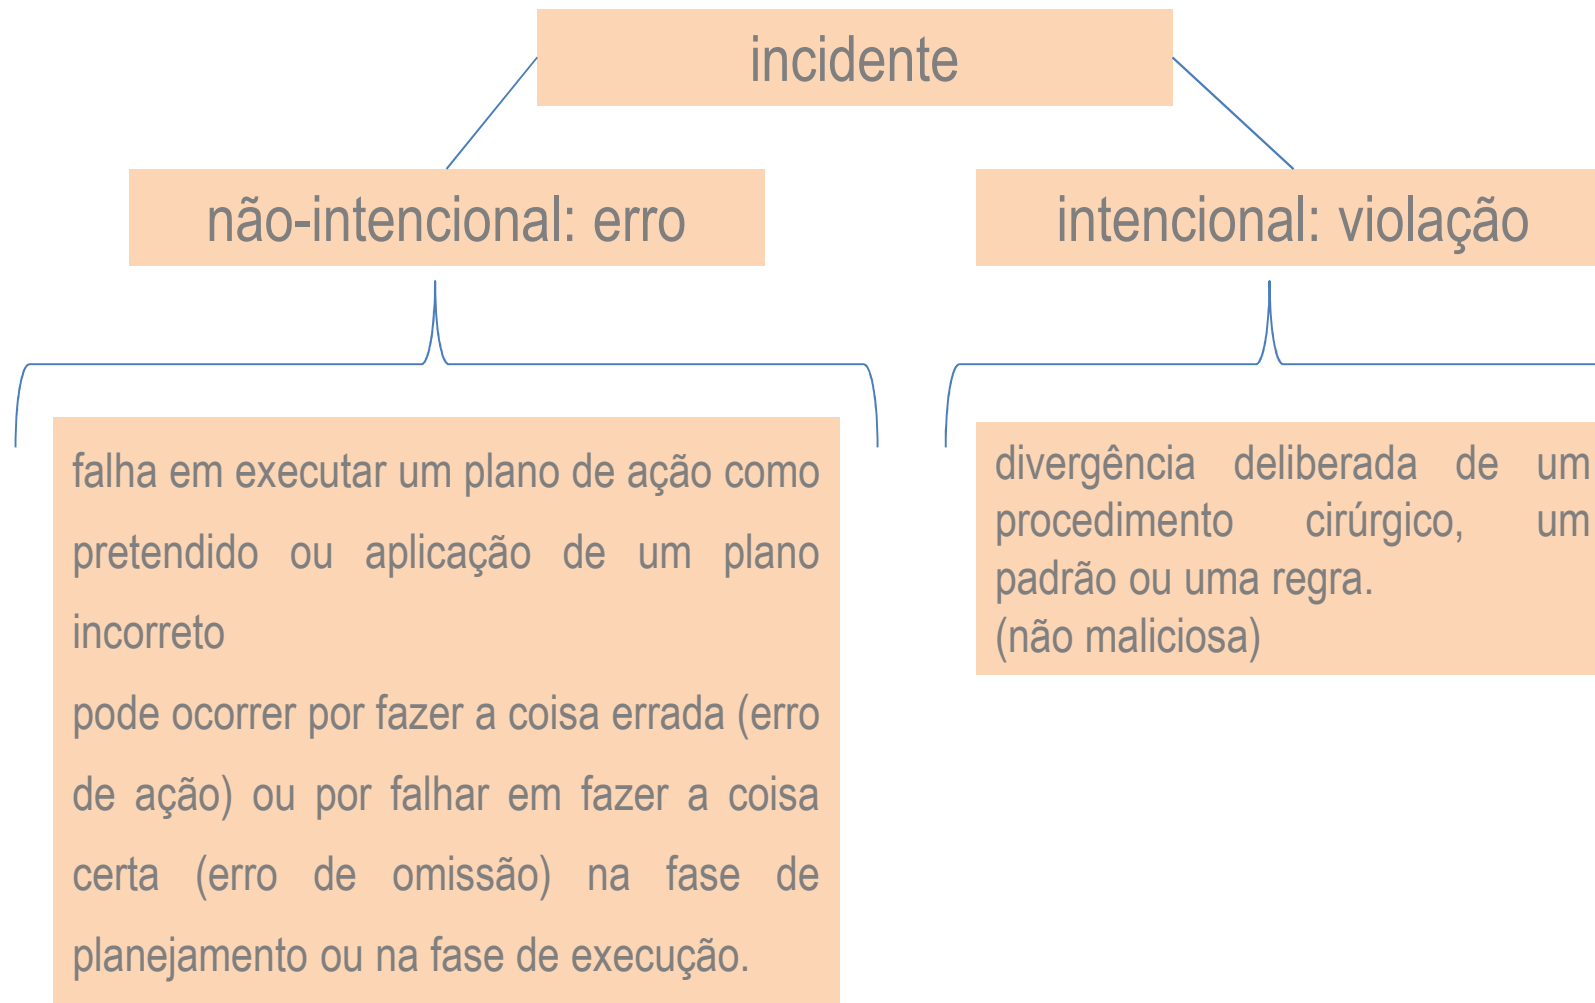 incidente
não-intencional: erro
intencional: violação
falha em executar um plano de ação como
pretendido ou aplicação de um plano
incorreto
pode ocorrer por fazer a coisa errada (erro
de ação) ou por falhar em fazer a coisa
certa (erro de omissão) na fase de
planejamento ou na fase de execução.
divergência deliberada de um
procedimento cirúrgico, um
padrão ou uma regra.
(não maliciosa)